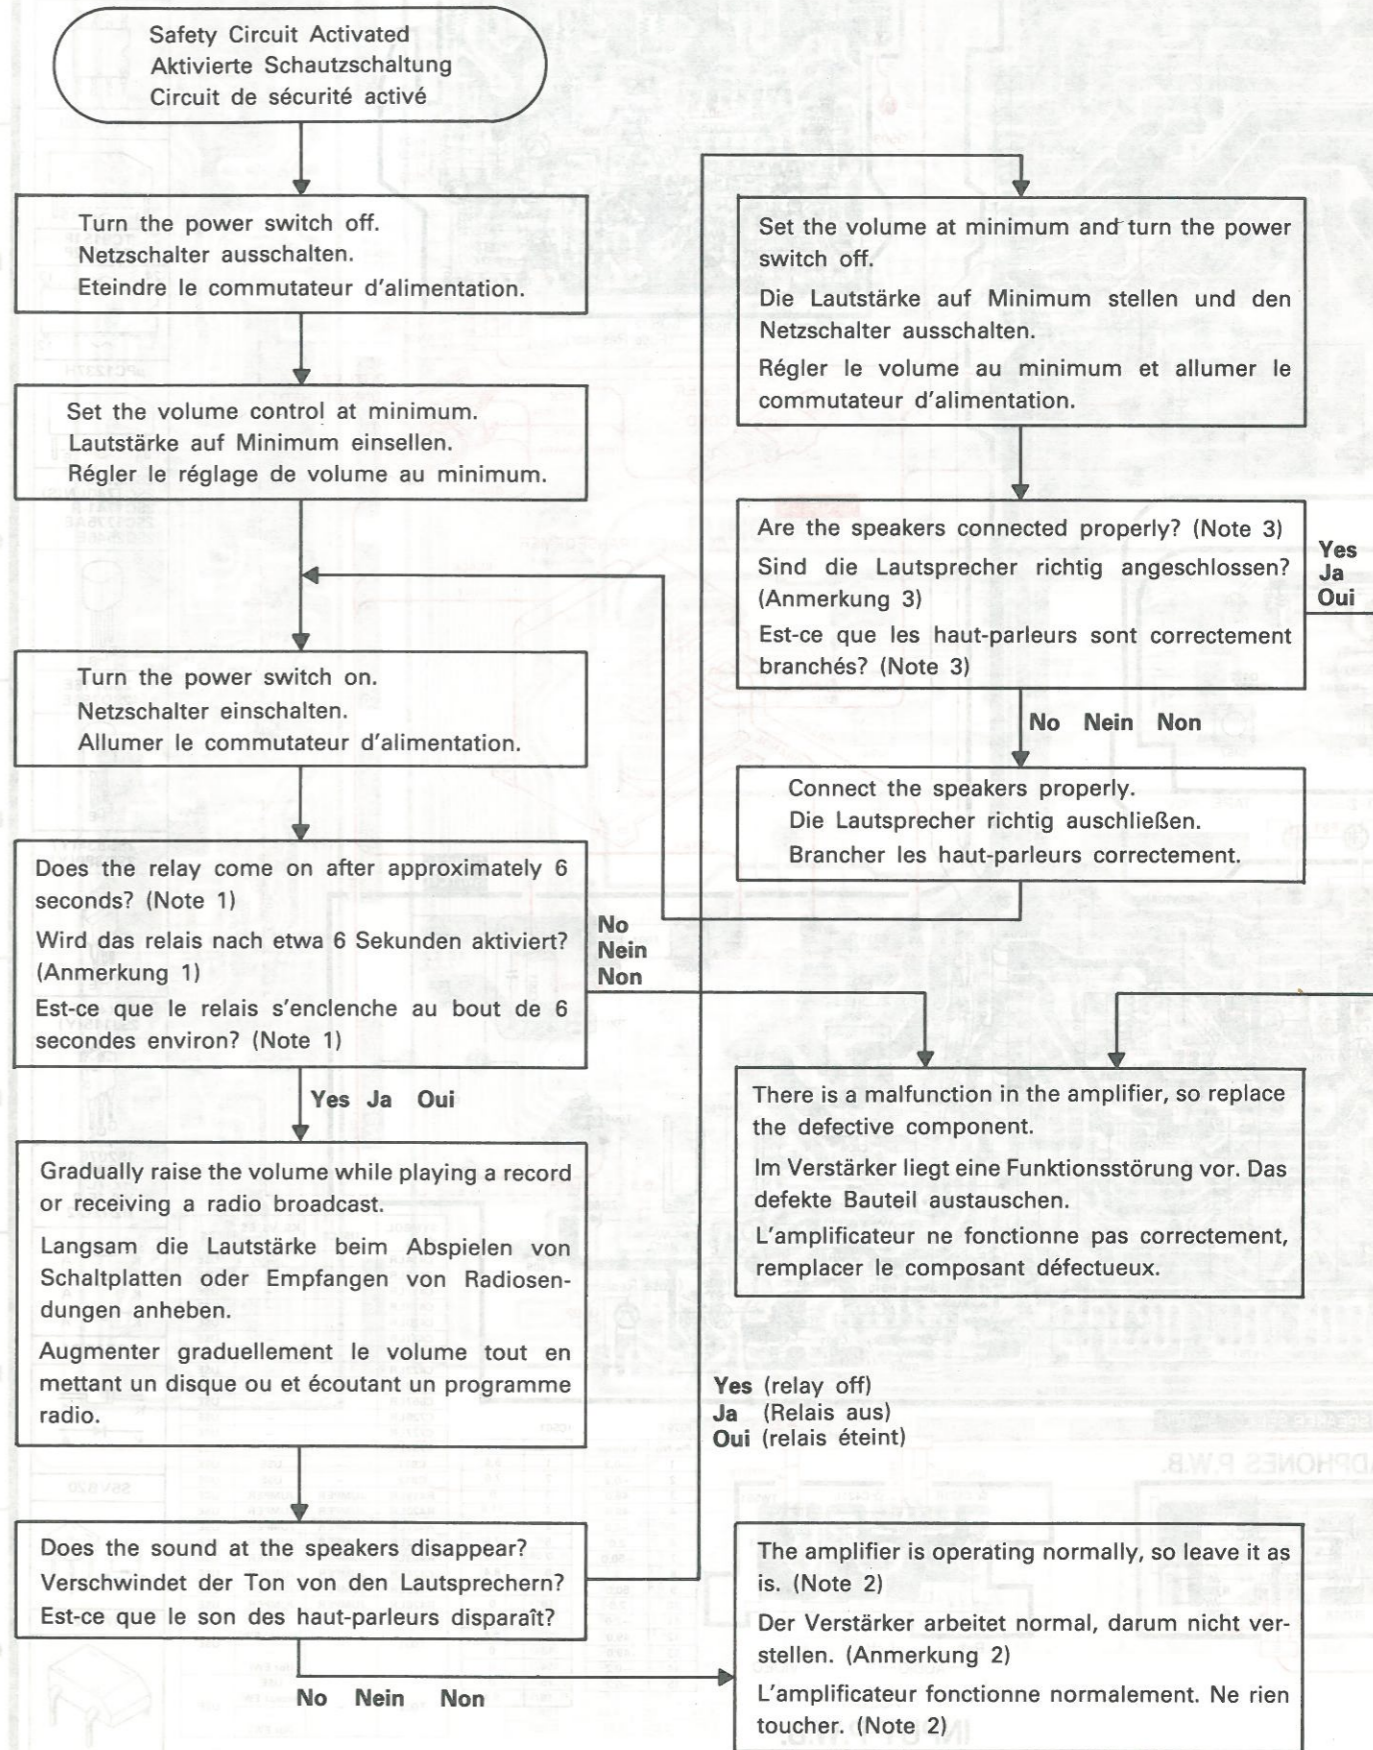 Safety Circuit Activated
Aktivierte Schautzschaltung
Circuit de sécurité activé
Turn the power switch off.
Netzschalter ausschalten.
Eteindre le commutateur d'alimentation.
Set the volume control at minimum.
Lautstärke auf Minimum einsellen.
Régler le réglage de volume au minimum.
Turn the power switch on.
Netzschalter einschalten.
Allumer le commutateur d'alimentation.
Does the relay come on after approximately 6
seconds? (Note 1)
Wird das relais nach etwa 6 Sekunden aktiviert?
(Anmerkung 1)
Est-ce que le relais s'enclenche au bout de 6
secondes environ? (Note 1)
No
Nein
Non
Yes Ja Oui
Gradually raise the volume while playing a record
or receiving a radio broadcast.
Langsam die Lautstärke beim Abspielen von
Schaltplatten oder Empfangen von Radiosen-
dungen anheben.
Augmenter graduellement le volume tout en
mettant un disque ou et écoutant un programme
radio.
Does the sound at the speakers disappear?
Verschwindet der Ton von den Lautsprechern?
Est-ce que le son des haut-parleurs disparaît?
No Nein Non
Yes (relay off)
Ja (Relais aus)
Oui (relais éteint)
Set the volume at minimum and turn the power
switch off.
Die Lautstärke auf Minimum stellen und den
Netzschalter ausschalten.
Régler le volume au minimum et allumer le
commutateur d'alimentation.
Are the speakers connected properly? (Note 3)
Sind die Lautsprecher richtig angeschlossen?
(Anmerkung 3)
Est-ce que les haut-parleurs sont correctement
branchés? (Note 3)
Yes
Ja
Oui
No Nein Non
Connect the speakers properly.
Die Lautsprecher richtig auschließen.
Brancher les haut-parleurs correctement.
There is a malfunction in the amplifier, so replace
the defective component.
Im Verstärker liegt eine Funktionsstörung vor. Das
defekte Bauteil austauschen.
L'amplificateur ne fonctionne pas correctement,
remplacer le composant défectueux.
The amplifier is operating normally, so leave it as
is. (Note 2)
Der Verstärker arbeitet normal, darum nicht ver-
stellen. (Anmerkung 2)
L'amplificateur fonctionne normalement. Ne rien
toucher. (Note 2)